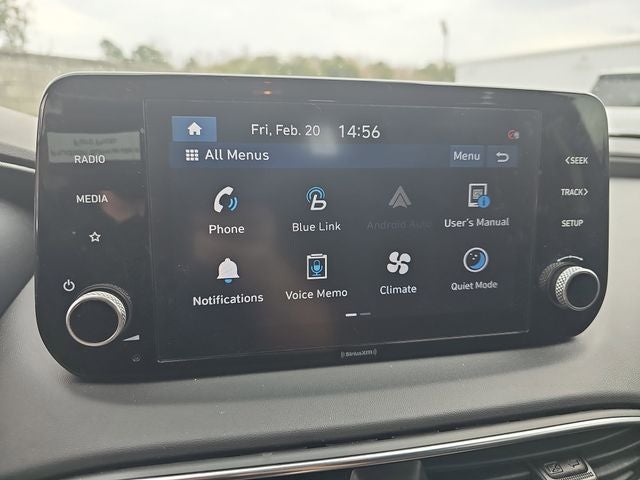 Fri, Feb. 20 14:56
All Menus Menu
RADIO
MEDIA
<SEEK
TRACK>
SETUP
Phone Blue Link Android Auto User's Manual
Notifications Voice Memo Climate Quiet Mode
SiriusXM